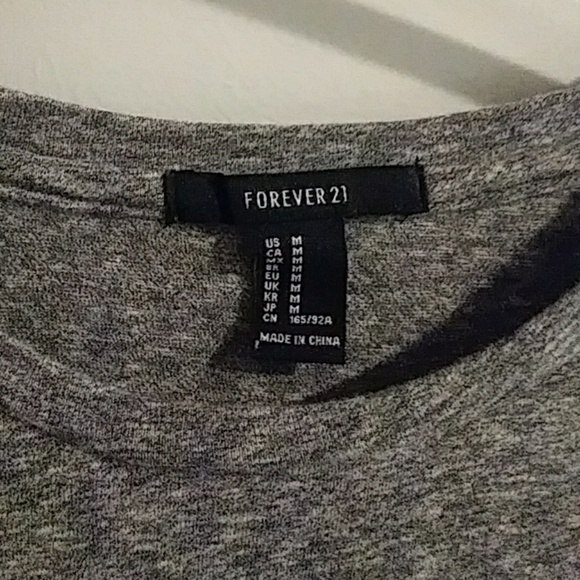 FOREVER 21
US M
CA M
MX M
BR M
EU M
UK M
KR M
JP M
CN 165/92A
MADE IN CHINA